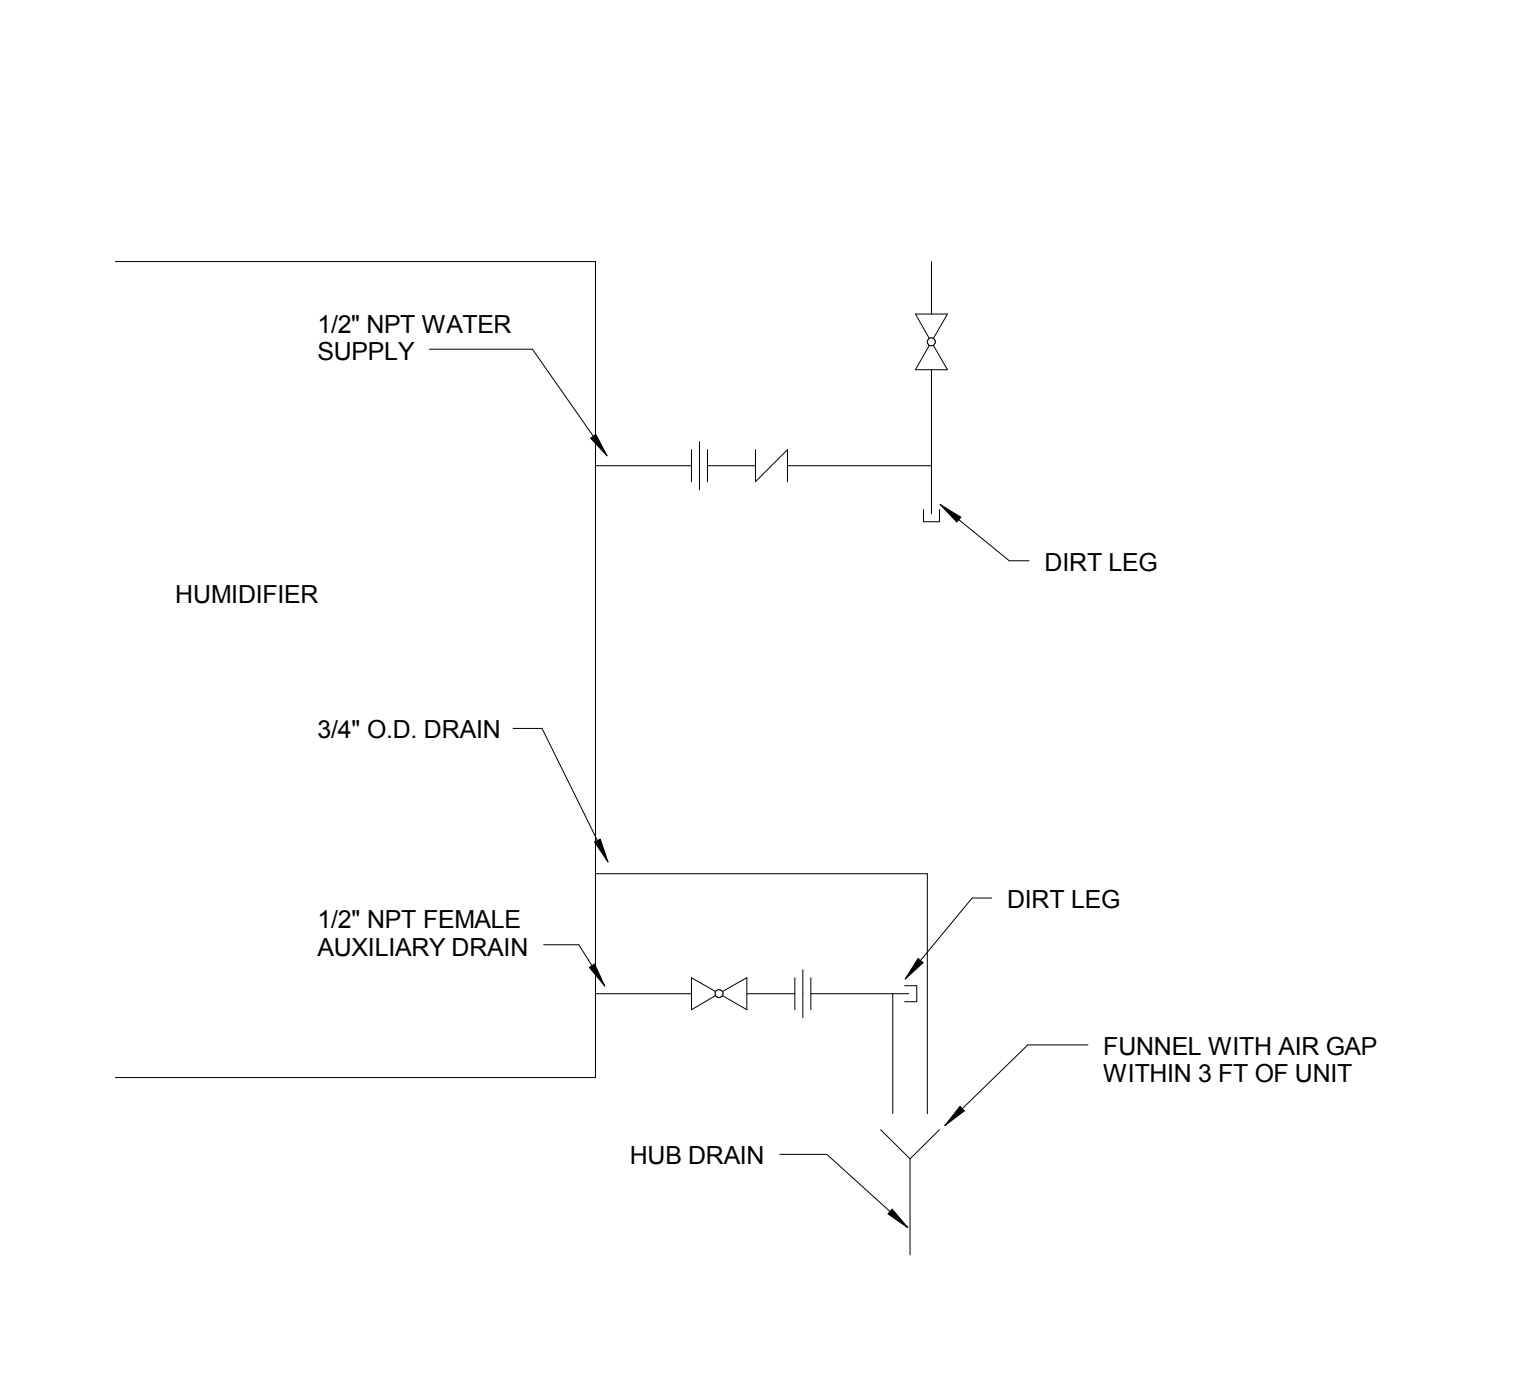 1/2" NPT WATER
SUPPLY
DIRT LEG
HUMIDIFIER
3/4" O.D. DRAIN
DIRT LEG
1/2" NPT FEMALE
AUXILIARY DRAIN
FUNNEL WITH AIR GAP
WITHIN 3 FT OF UNIT
HUB DRAIN